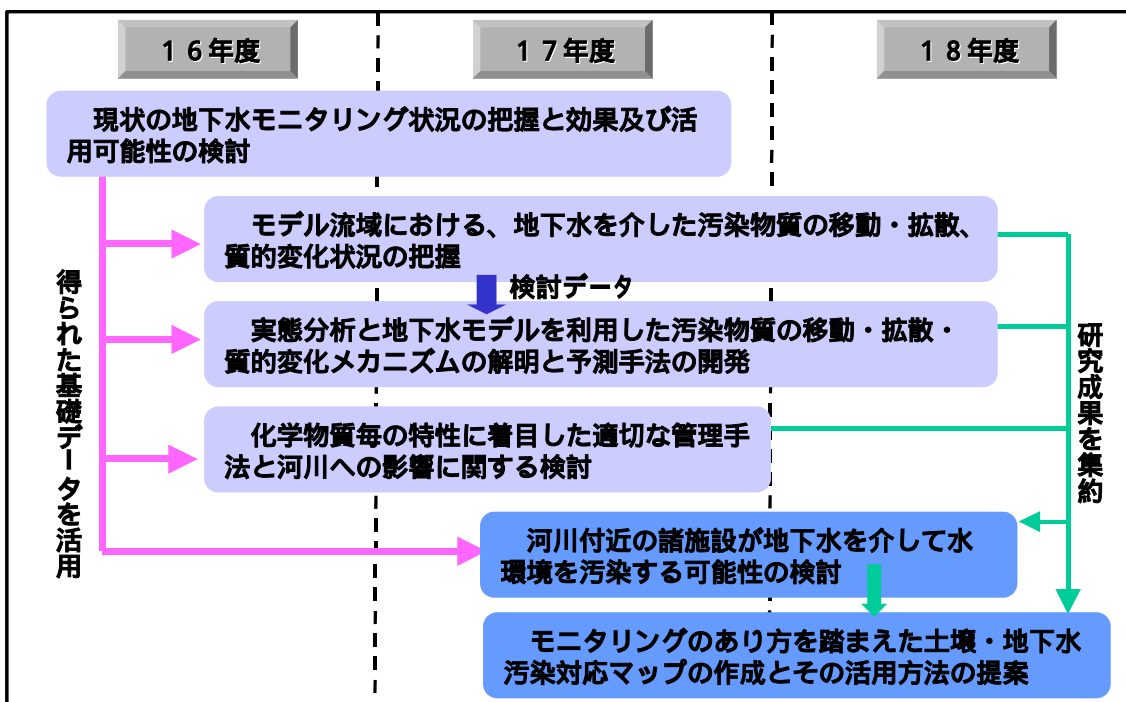 １６年度
１７年度
１８年度
現状の地下水モニタリング状況の把握と効果及び活
用可能性の検討
モデル流域における、地下水を介した汚染物質の移動・拡散、
質的変化状況の把握
検討データ
実態分析と地下水モデルを利用した汚染物質の移動・拡散・
質的変化メカニズムの解明と予測手法の開発
化学物質毎の特性に着目した適切な管理手
法と河川への影響に関する検討
得られた基礎データを活用
研究成果を集約
河川付近の諸施設が地下水を介して水
環境を汚染する可能性の検討
モニタリングのあり方を踏まえた土壌・地下水
汚染対応マップの作成とその活用方法の提案